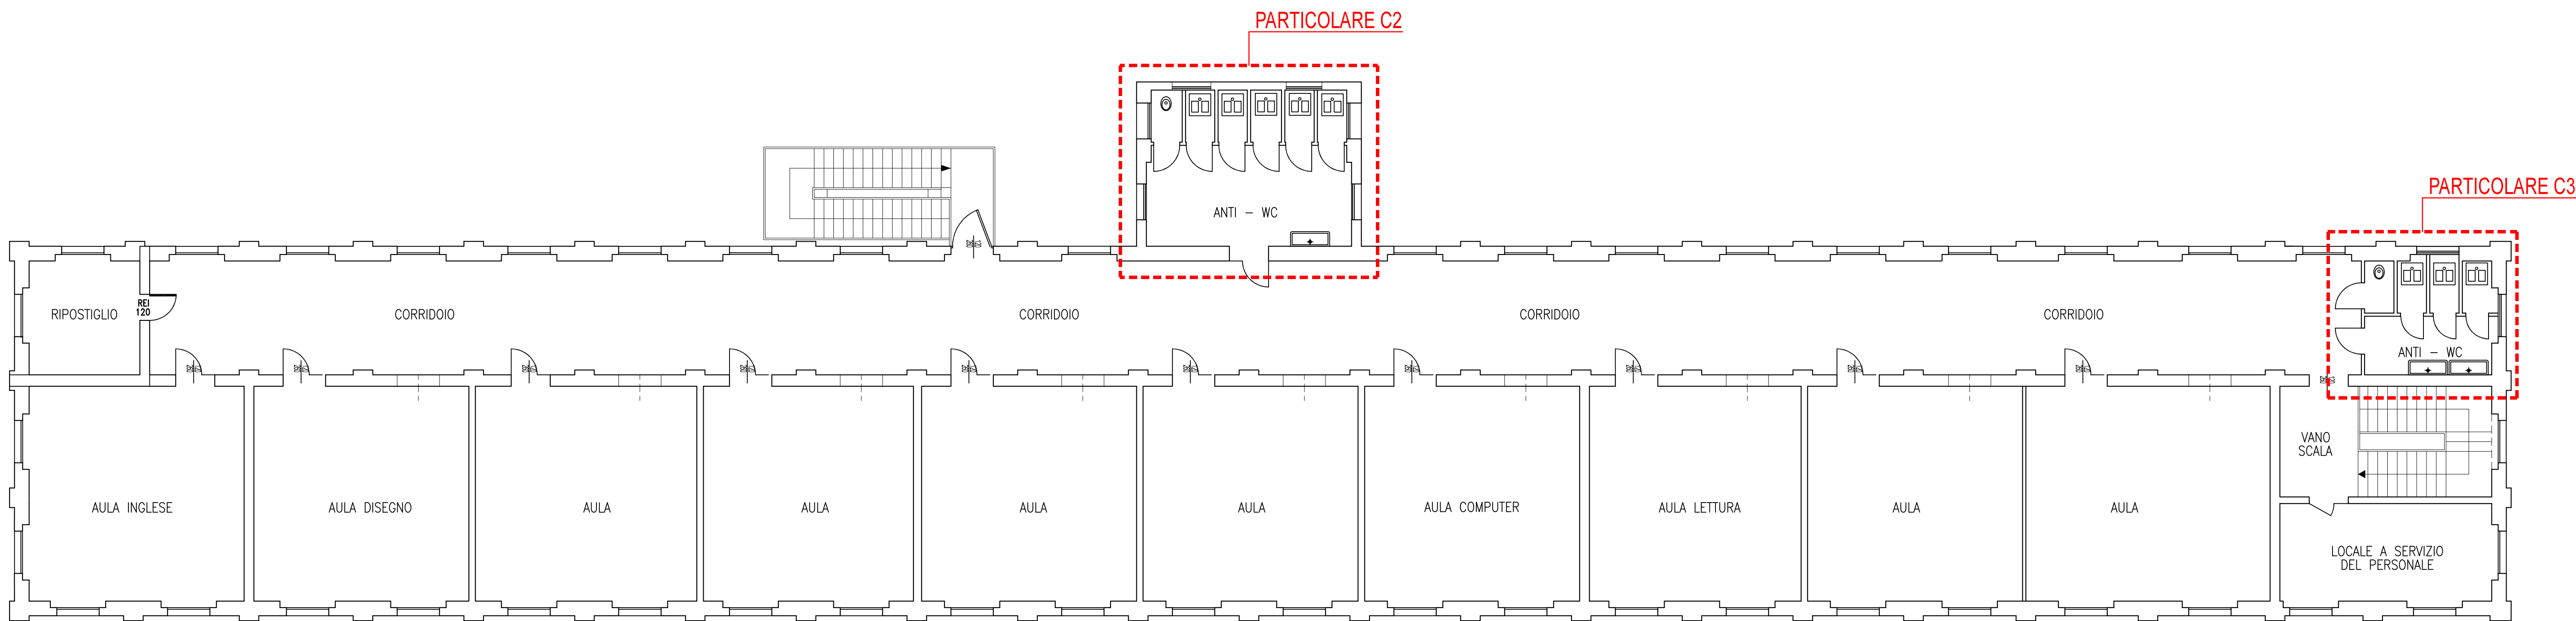 PARTICOLARE C2
PARTICOLARE C3
ANTI - WC
RIPOSTIGLIO
REI
120
CORRIDOIO
CORRIDOIO
CORRIDOIO
CORRIDOIO
ANTI - WC
VANO
SCALA
AULA INGLESE
AULA DISEGNO
AULA
AULA
AULA
AULA
AULA COMPUTER
AULA LETTURA
AULA
AULA
LOCALE A SERVIZIO
DEL PERSONALE